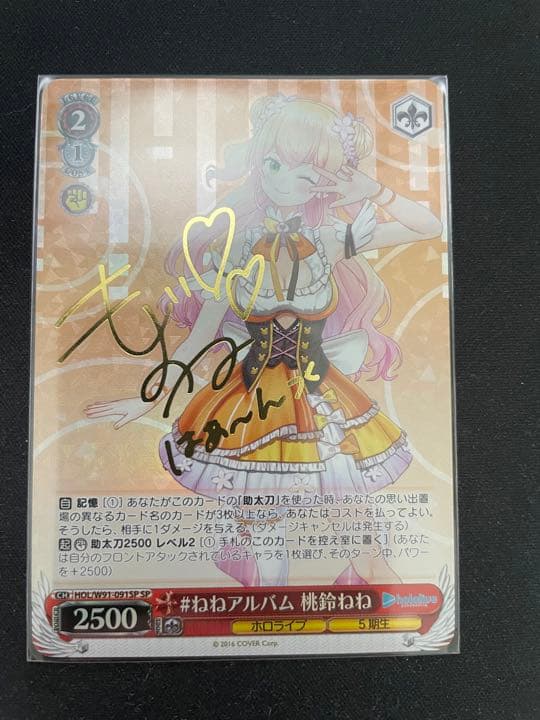 2
1
ねね
はぁ〜ん
自 記憶 [①] あなたがこのカードの「助太刀」を使った時、あなたの思い出置
場の異なるカード名のカードが3枚以上なら、あなたはコストを払ってよい。
そうしたら、相手に1ダメージを与える。(ダメージキャンセルは発生する)
起 助太刀2500 レベル2 [① 手札のこのカードを控え室に置く] (あなた
は自分のフロントアタックされているキャラを1枚選び、そのターン中、パワー
を+2500)
CH HOL/W91-091SP SP
#ねねアルバム 桃鈴ねね
hololive
2500
ホロライブ
5期生
© 2016 COVER Corp.